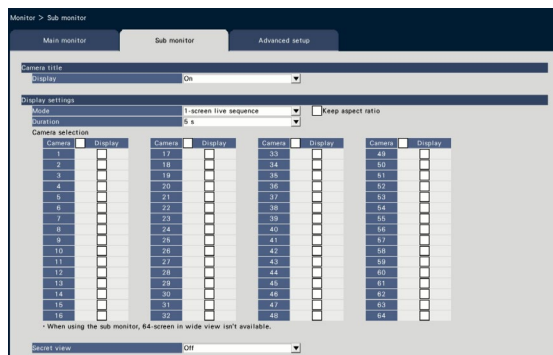 Monitor > Sub monitor
Main monitor Sub monitor Advanced setup
Camera title
Display On
Display settings
Mode 1-screen live sequence Keep aspect ratio
Duration 5 s
Camera selection
Camera Display Camera Display Camera Display Camera Display
1 17 33 49
2 18 34 50
3 19 35 51
4 20 36 52
5 21 37 53
6 22 38 54
7 23 39 55
8 24 40 56
9 25 41 57
10 26 42 58
11 27 43 59
12 28 44 60
13 29 45 61
14 30 46 62
15 31 47 63
16 32 48 64
・When using the sub monitor, 64-screen in wide view isn't available.
Secret view Off